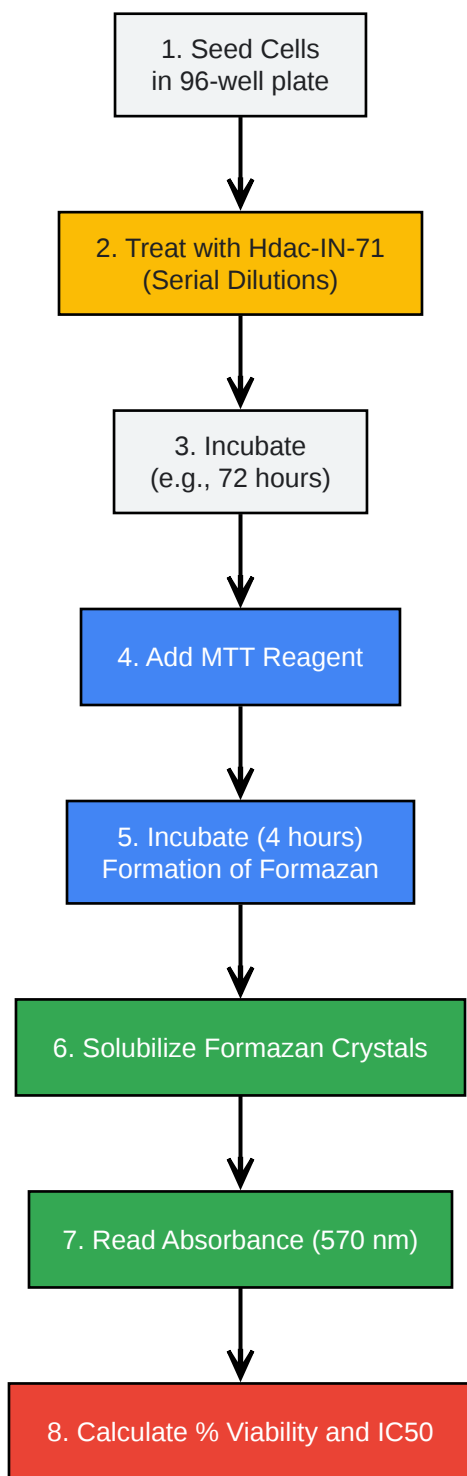 1. Seed Cells
in 96-well plate
2. Treat with Hdac-IN-71
(Serial Dilutions)
3. Incubate
(e.g., 72 hours)
4. Add MTT Reagent
5. Incubate (4 hours)
Formation of Formazan
6. Solubilize Formazan Crystals
7. Read Absorbance (570 nm)
8. Calculate % Viability and IC50